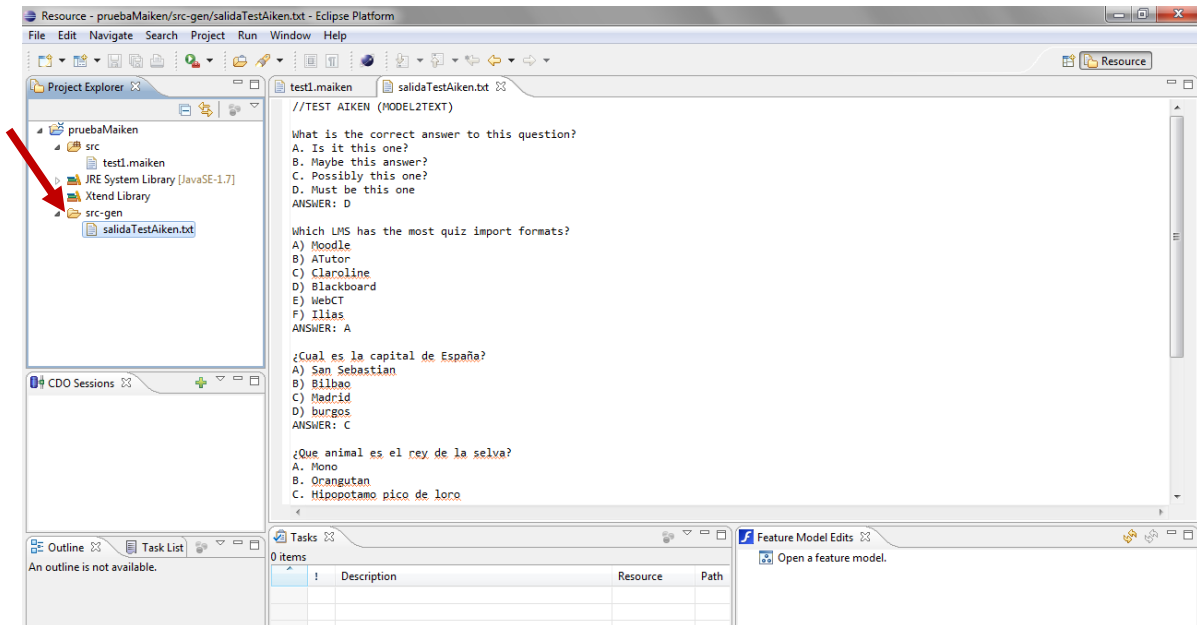 Resource - pruebaMaiken/src-gen/salidaTestAiken.txt - Eclipse Platform
File Edit Navigate Search Project Run Window Help
Resource
Project Explorer
pruebaMaiken
src
test1.maiken
JRE System Library [JavaSE-1.7]
Xtend Library
src-gen
salidaTestAiken.txt
CDO Sessions
Outline
Task List
An outline is not available.
test1.maiken
salidaTestAiken.txt
//TEST AIKEN (MODEL2TEXT)
What is the correct answer to this question?
A. Is it this one?
B. Maybe this answer?
C. Possibly this one?
D. Must be this one
ANSWER: D
Which LMS has the most quiz import formats?
A) Moodle
B) ATutor
C) Claroline
D) Blackboard
E) WebCT
F) Ilias
ANSWER: A
¿Cual es la capital de España?
A) San Sebastian
B) Bilbao
C) Madrid
D) burgos
ANSWER: C
¿Que animal es el rey de la selva?
A. Mono
B. Orangutan
C. Hipopotamo pico de loro
Tasks
0 items
! Description Resource Path
Feature Model Edits
Open a feature model.